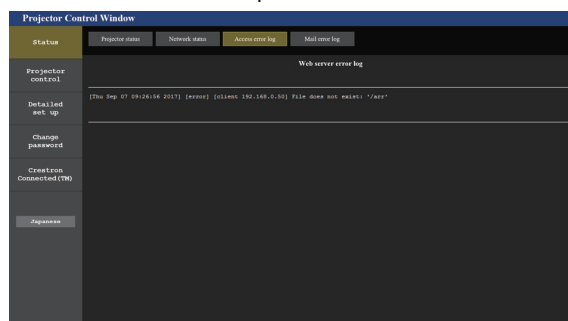 Projector Control Window
Status
Projector status
Network status
Access error log
Mail error log
Projector
control
Detailed
set up
Change
password
Crestron
Connected(TM)
Japanese
Web server error log
[Thu Sep 07 09:26:56 2017] [error] [client 192.168.0.50] File does not exist: '/arr'